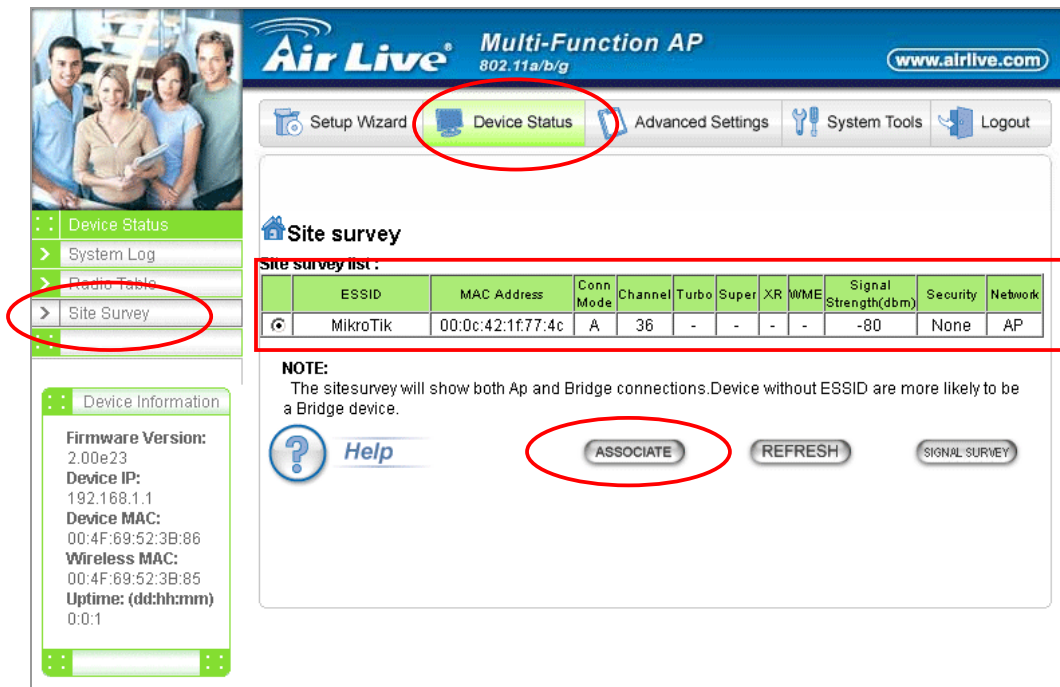 Air Live® Multi-Function AP
802.11a/b/g
www.airlive.com
Setup Wizard Device Status Advanced Settings System Tools Logout
Device Status
System Log
Radio Table
Site Survey
Site survey
Site survey list :
ESSID MAC Address Conn Mode Channel Turbo Super XR WME Signal Strength(dbm) Security Network
MikroTik 00:0c:42:1f:77:4c A 36 - - - - -80 None AP
NOTE:
The sitesurvey will show both Ap and Bridge connections.Device without ESSID are more likely to be
a Bridge device.
Help ASSOCIATE REFRESH SIGNAL SURVEY
Device Information
Firmware Version:
2.00e23
Device IP:
192.168.1.1
Device MAC:
00:4F:69:52:3B:86
Wireless MAC:
00:4F:69:52:3B:85
Uptime: (dd:hh:mm)
0:0:1